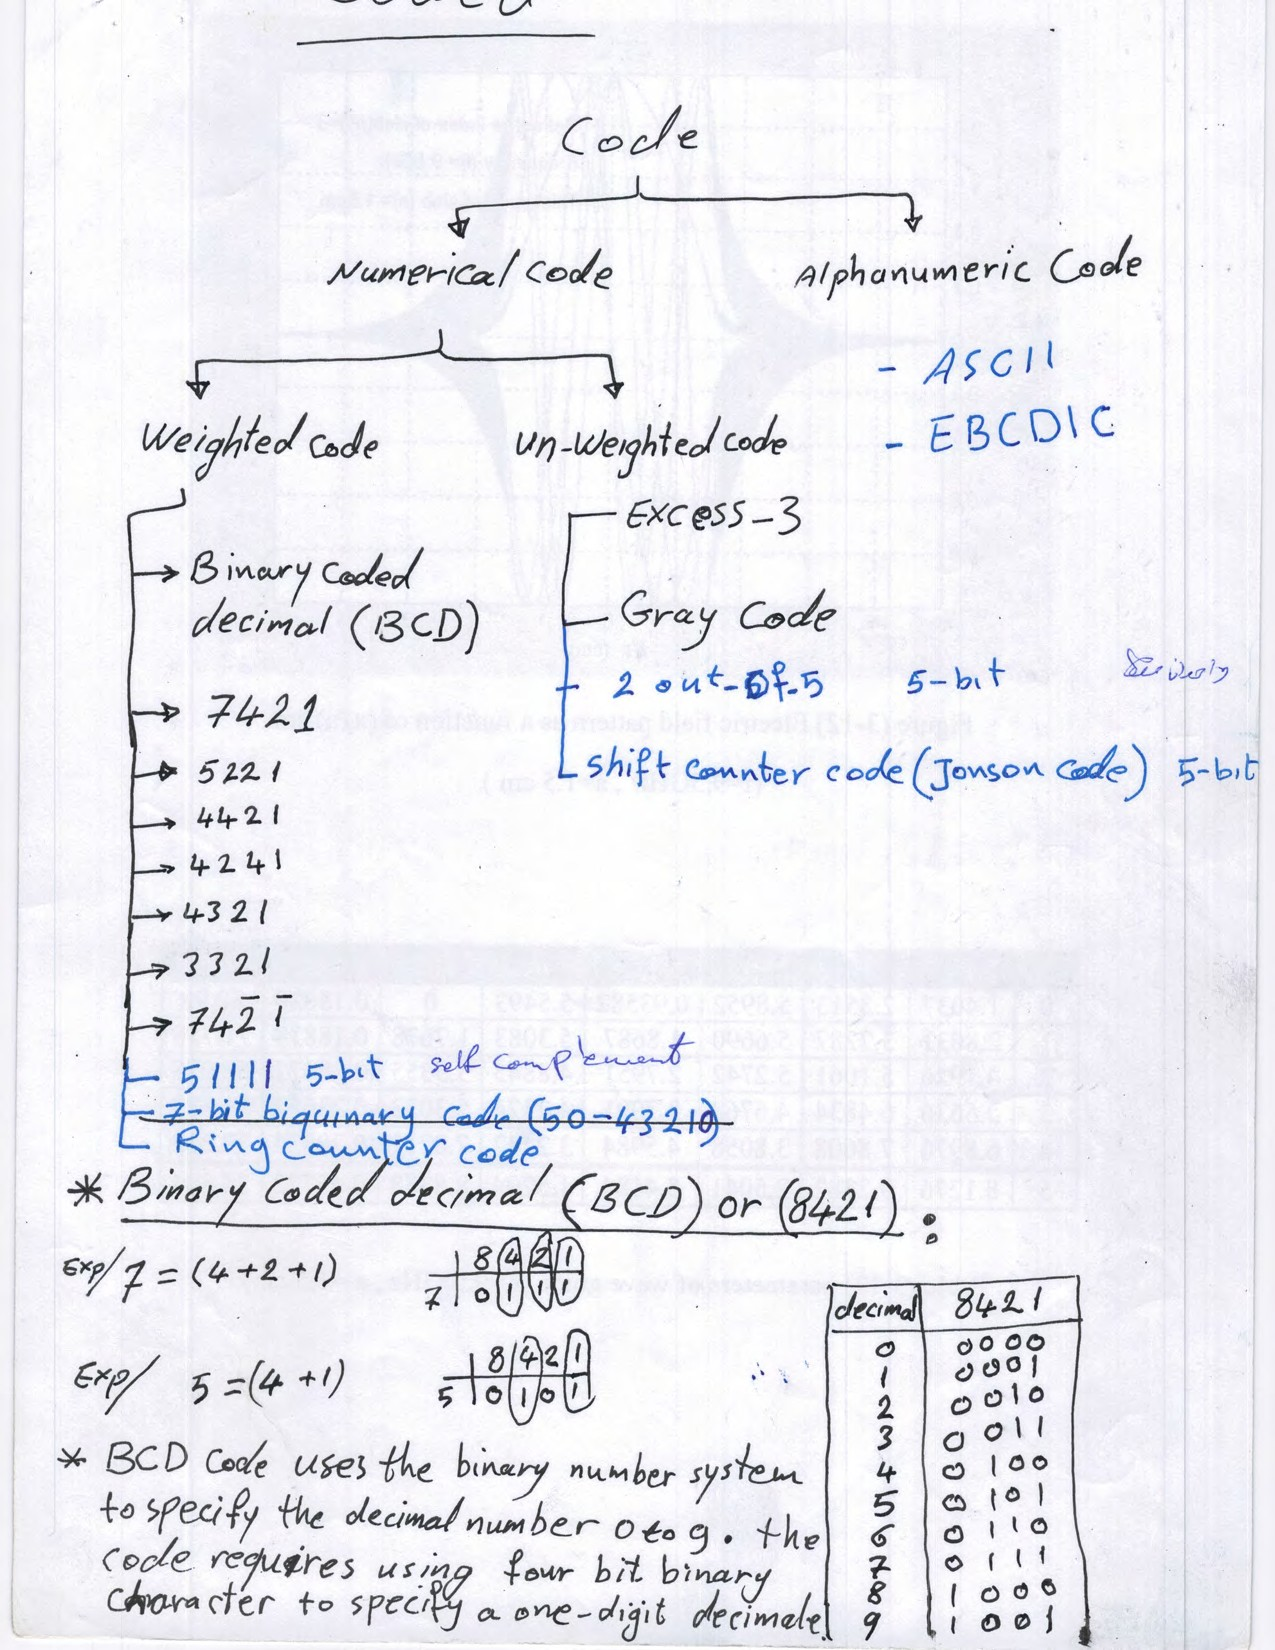 Code
Numerical code
Alphanumeric Code
- ASCII
- EBCDIC
Weighted code
un-weighted code
Binary Coded
decimal (BCD)
7421
5221
4421
4241
4321
3321
742̄1̄
51111 5-bit self complement
7-bit biquinary code (50-43210)
Ring counter code
Excess-3
Gray Code
2 out-of-5 5-bit
shift counter code (Jonson code) 5-bit
* Binary Coded decimal (BCD) or (8421) :
Exp/ 7 = (4+2+1)
8 4 2 1
7 0 1 1 1
Exp/ 5 = (4+1)
8 4 2 1
5 0 1 0 1
* BCD Code uses the binary number system
to specify the decimal number 0 to 9. the
code requires using four bit binary
character to specify a one-digit decimale.
decimal 8421
0 0000
1 0001
2 0010
3 0011
4 0100
5 0101
6 0110
7 0111
8 1000
9 1001